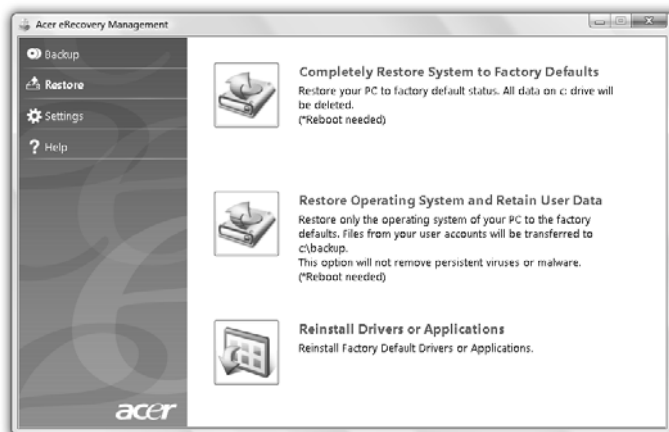 Acer eRecovery Management
Backup
Restore
Settings
? Help
Completely Restore System to Factory Defaults
Restore your PC to factory default status. All data on c: drive will
be deleted.
(*Reboot needed)
Restore Operating System and Retain User Data
Restore only the operating system of your PC to the factory
defaults. Files from your user accounts will be transferred to
c:\backup.
This option will not remove persistent viruses or malware.
(*Reboot needed)
Reinstall Drivers or Applications
Reinstall Factory Default Drivers or Applications.
acer